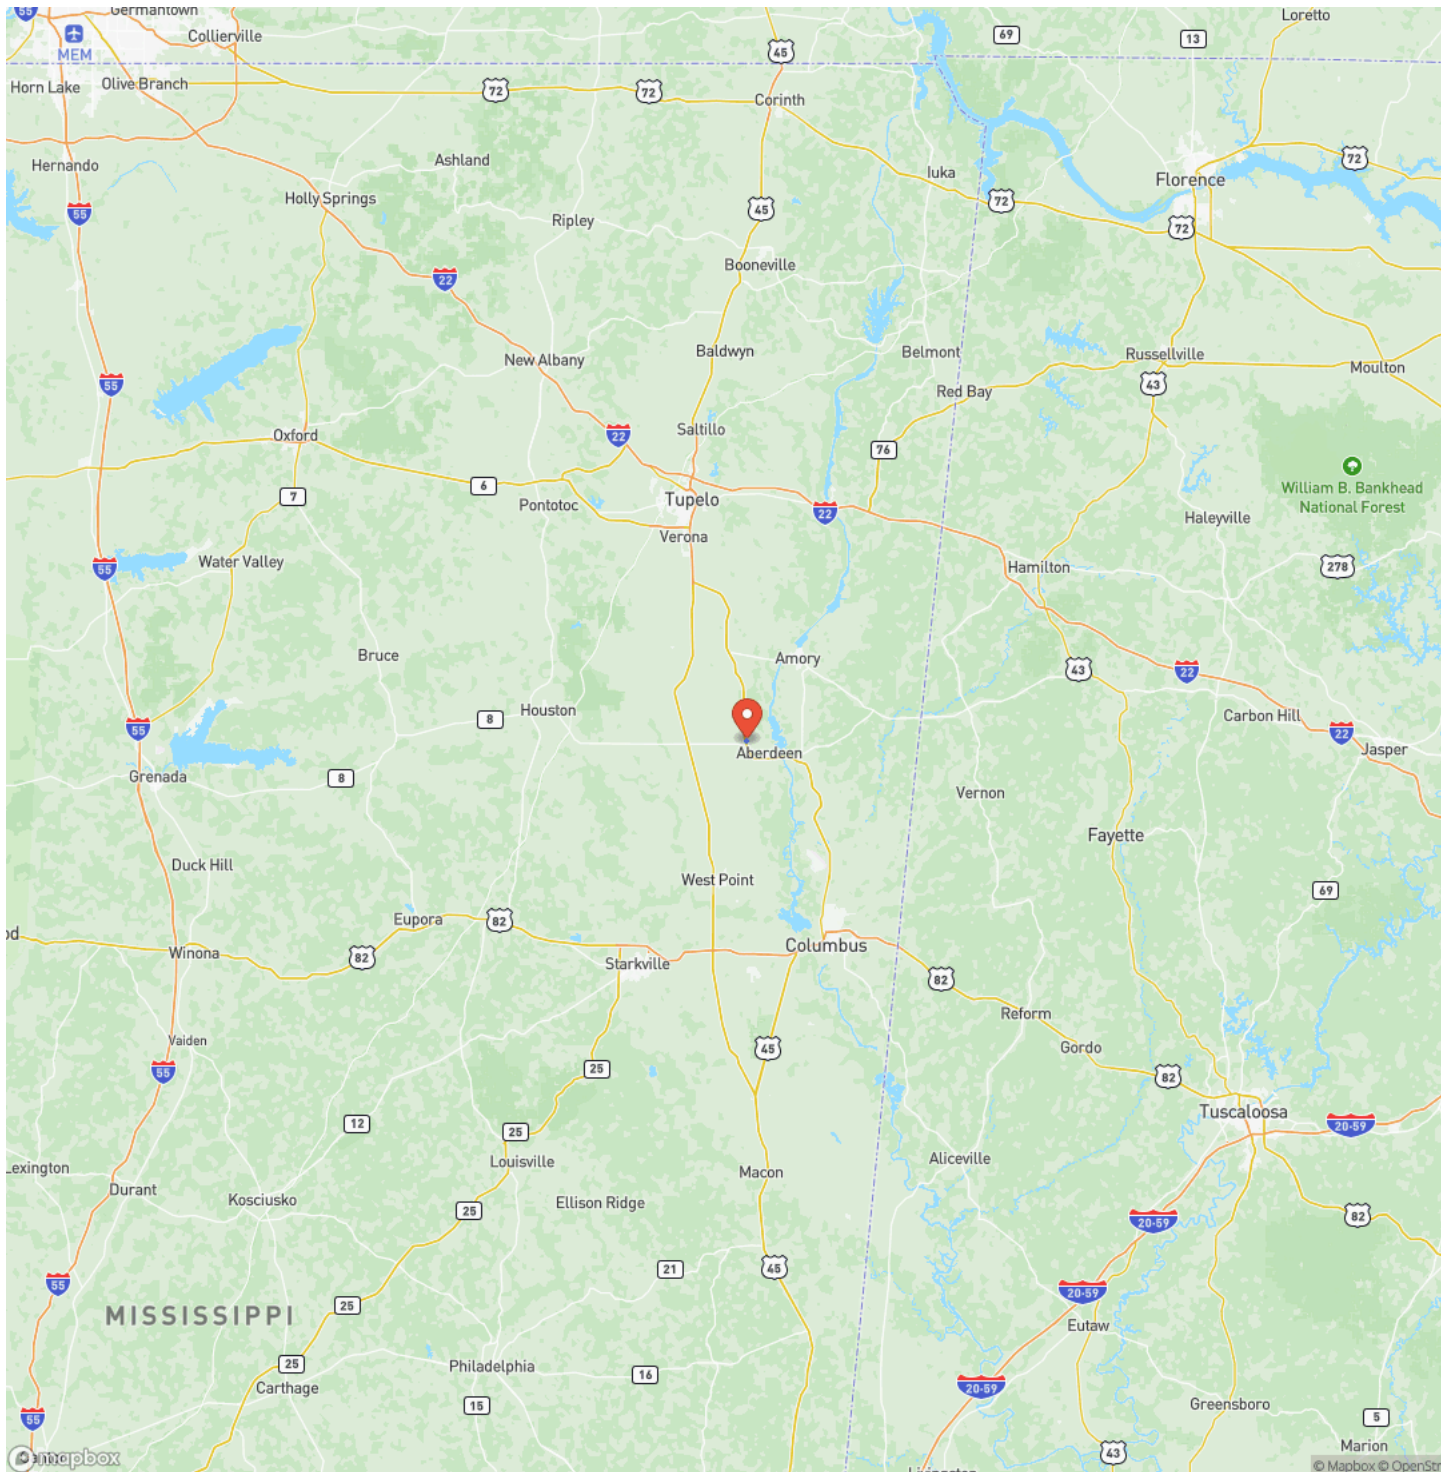 55
Germantown
Collierville
MEM
Horn Lake
Olive Branch
72
72
45
Corinth
69
13
Loretto
Hernando
Ashland
Iuka
Florence
72
55
Holly Springs
Ripley
45
72
72
22
Booneville
55
New Albany
Baldwyn
Belmont
Russellville
Moulton
Red Bay
43
Oxford
22
Saltillo
76
7
6
Pontotoc
Tupelo
22
William B. Bankhead
National Forest
Haleyville
Verona
55
Water Valley
Hamilton
278
Bruce
Amory
43
22
55
8
Houston
Carbon Hill
22
Jasper
Aberdeen
Grenada
8
Vernon
Fayette
Duck Hill
West Point
69
Eupora
82
od
Winona
82
Starkville
Columbus
82
Reform
Vaiden
55
25
45
Gordo
82
12
25
Tuscaloosa
20-59
Lexington
Durant
Kosciusko
Louisville
Macon
Aliceville
Ellison Ridge
25
20-59
82
55
21
45
20-59
MISSISSIPPI
25
Eutaw
25
Carthage
Philadelphia
16
20-59
15
Greensboro
55
5
43
Marion
mapbox
© Mapbox © OpenStr